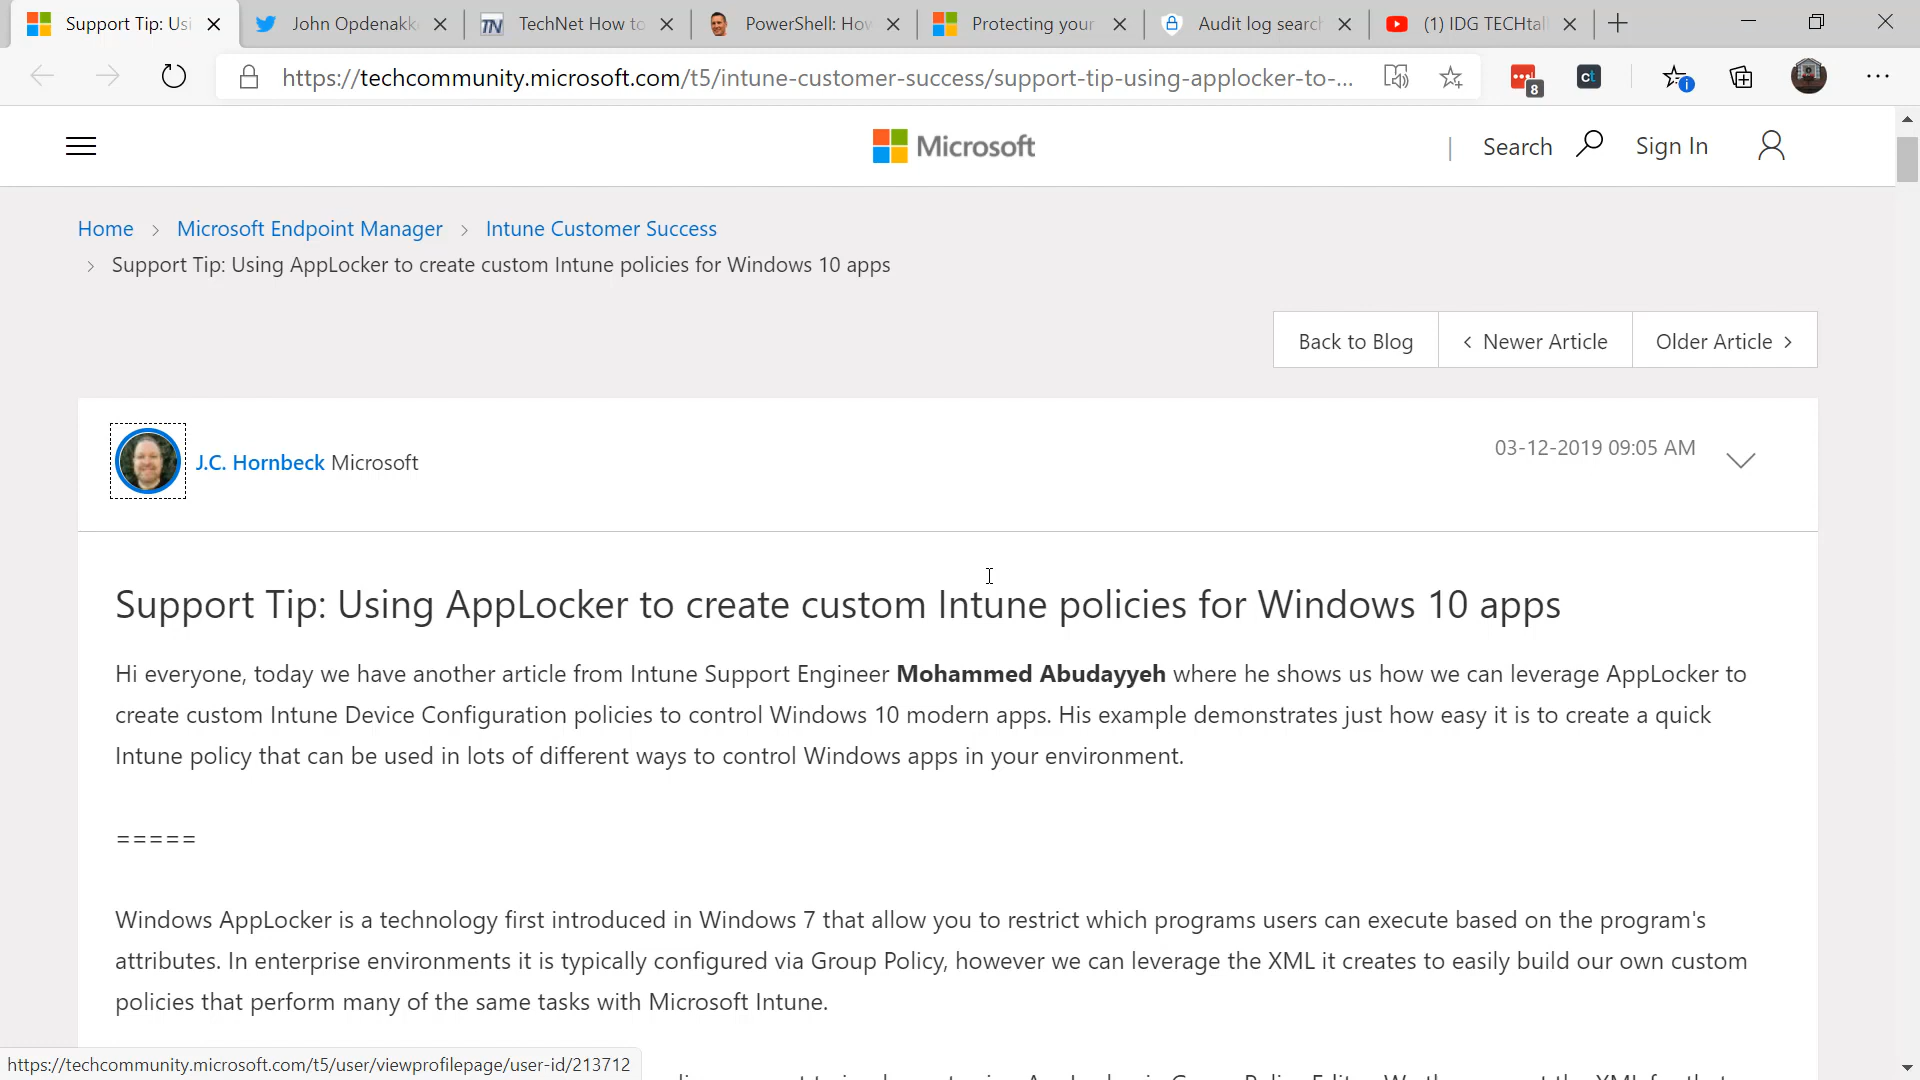 Support Tip: Usi
John Opdenakk
TN
TechNet How to
PowerShell: How
Protecting your
Audit log search
(1) IDG TECHtal
https://techcommunity.microsoft.com/t5/intune-customer-success/support-tip-using-applocker-to-...
8
ct
Microsoft
| Search
Sign In
Home > Microsoft Endpoint Manager > Intune Customer Success
> Support Tip: Using AppLocker to create custom Intune policies for Windows 10 apps
Back to Blog
< Newer Article
Older Article >
J.C. Hornbeck Microsoft
03-12-2019 09:05 AM
Support Tip: Using AppLocker to create custom Intune policies for Windows 10 apps
Hi everyone, today we have another article from Intune Support Engineer Mohammed Abudayyeh where he shows us how we can leverage AppLocker to
create custom Intune Device Configuration policies to control Windows 10 modern apps. His example demonstrates just how easy it is to create a quick
Intune policy that can be used in lots of different ways to control Windows apps in your environment.
=====
Windows AppLocker is a technology first introduced in Windows 7 that allow you to restrict which programs users can execute based on the program's
attributes. In enterprise environments it is typically configured via Group Policy, however we can leverage the XML it creates to easily build our own custom
policies that perform many of the same tasks with Microsoft Intune.
https://techcommunity.microsoft.com/t5/user/viewprofilepage/user-id/213712